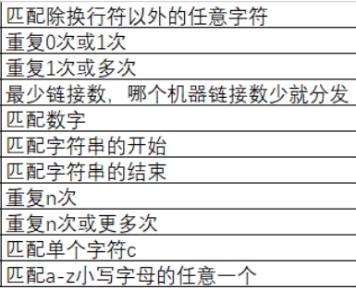 匹配除换行符以外的任意字符
重复0次或1次
重复1次或多次
最少链接数，哪个机器链接数少就分发
匹配数字
匹配字符串的开始
匹配字符串的结束
重复n次
重复n次或更多次
匹配单个字符c
匹配a-z小写字母的任意一个